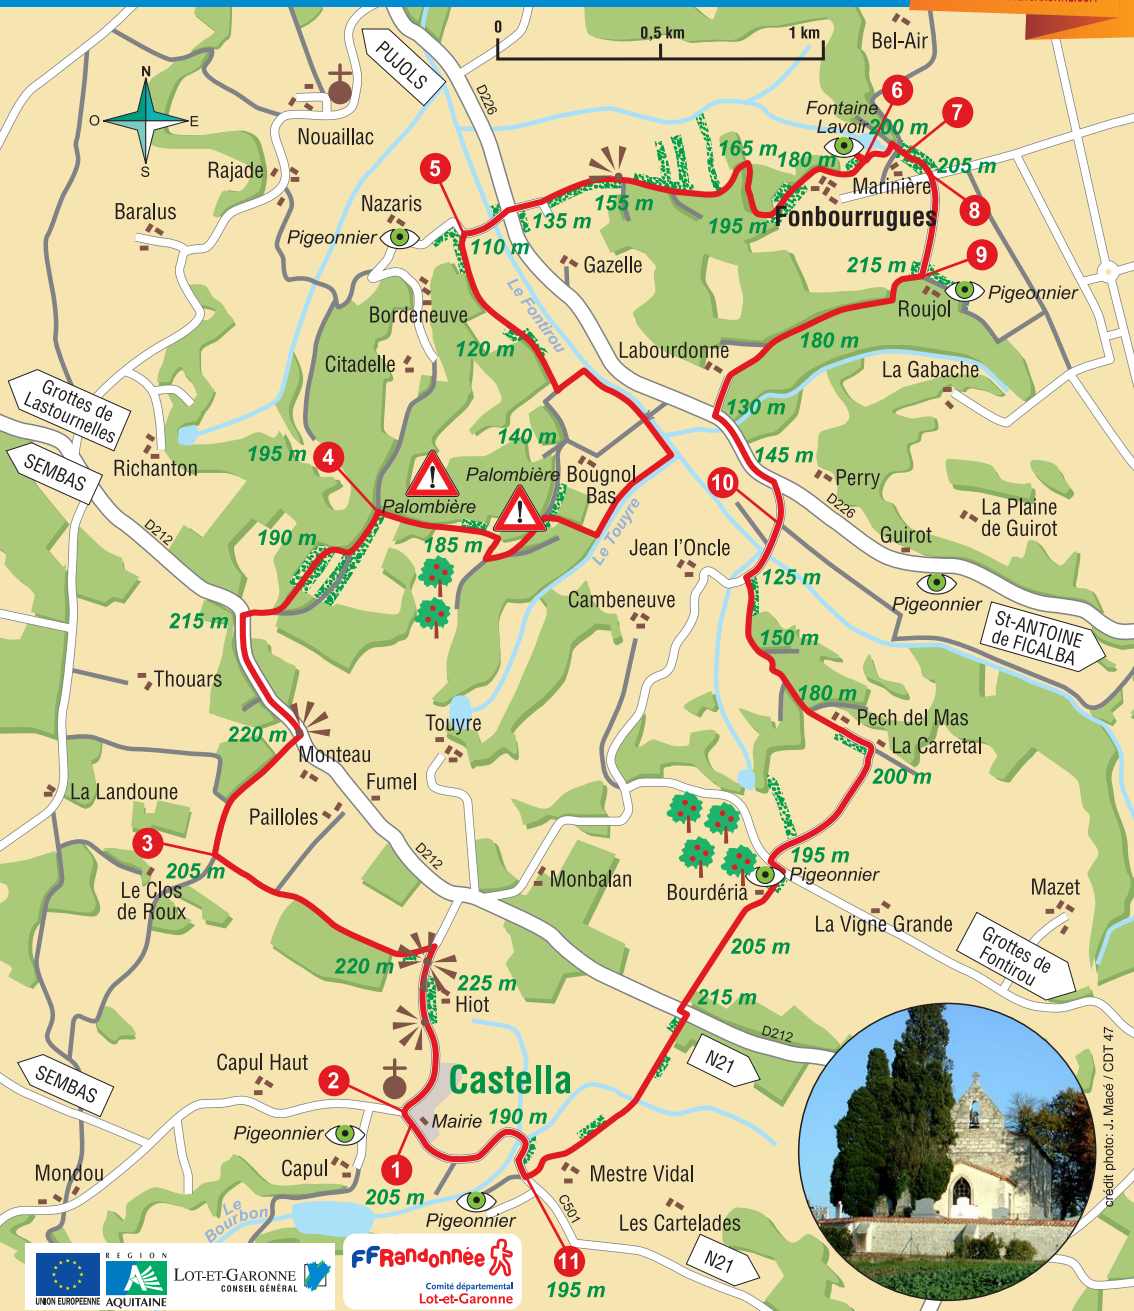 0
0,5 km
1 km
PUJOLS
D226
Bel-Air
N
O
E
S
Nouaillac
Rajade
Baralus
Nazaris
Pigeonnier
5
110 m
135 m
155 m
165 m
180 m
195 m
Fontaine
Lavoir
200 m
6
7
205 m
Marinière
Fonbourrugues
8
215 m
9
Roujol
Pigeonnier
Gazelle
Le Fontirou
Bordeneuve
Citadelle
120 m
Labourdonne
180 m
La Gabache
130 m
Grottes de
Lastournelles
SEMBAS
Richanton
195 m
4
140 m
Palombière
Palombière
Bougnol
Bas
145 m
Perry
10
D226
La Plaine
de Guirot
Guirot
D212
190 m
185 m
Le Touyre
Jean l'Oncle
125 m
Pigeonnier
St-ANTOINE
de FICALBA
Cambeneuve
215 m
150 m
Thouars
180 m
220 m
Monteau
Touyre
Pech del Mas
La Carretal
200 m
Fumel
La Landoune
Pailloles
3
205 m
D212
Le Clos
de Roux
Monbalan
195 m
Pigeonnier
Bourdéria
Mazet
La Vigne Grande
205 m
Grottes de
Fontirou
220 m
225 m
Hiot
215 m
D212
N21
SEMBAS
Capul Haut
2
Castella
Mairie
190 m
Pigeonnier
Capul
1
205 m
Mondou
Le
Bourbon
Pigeonnier
Mestre Vidal
C501
Les Cartelades
11
195 m
N21
crédit photo: J. Macé / CDT 47
UNION EUROPEENNE
REGION
AQUITAINE
LOT-ET-GARONNE
CONSEIL GÉNÉRAL
FFRandonnée
Comité départemental
Lot-et-Garonne